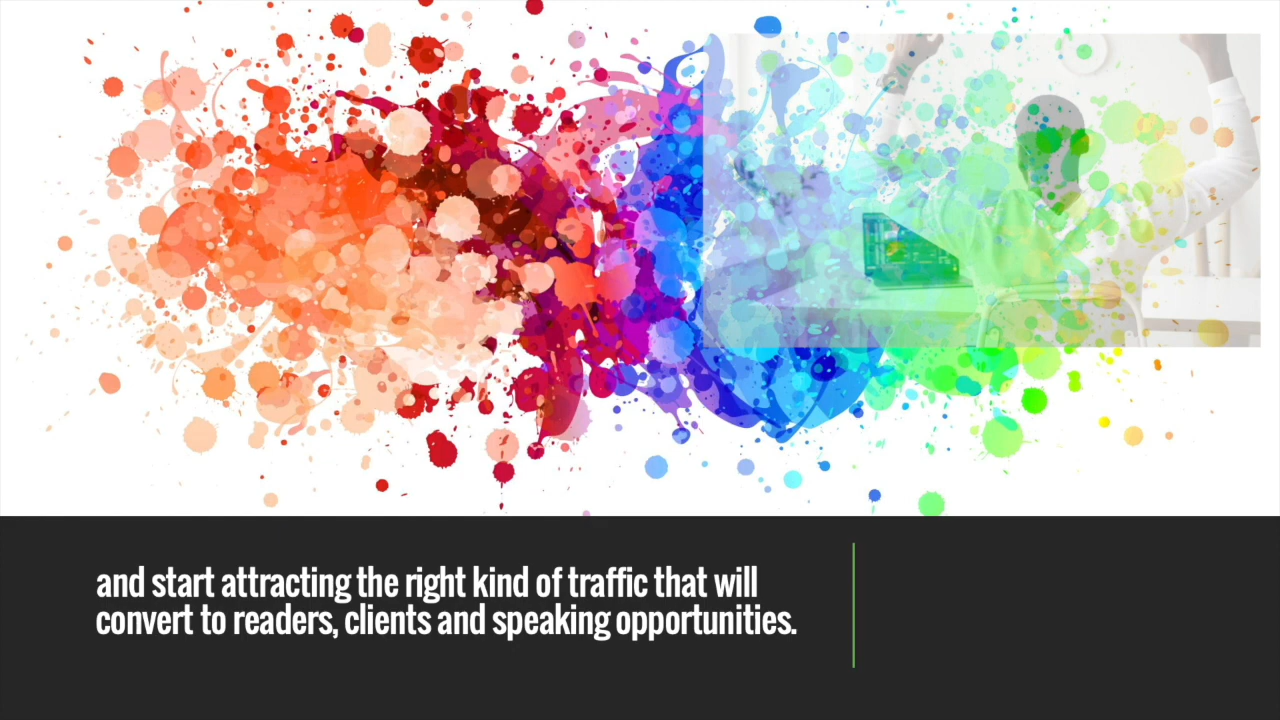 and start attracting the right kind of traffic that will
convert to readers, clients and speaking opportunities.